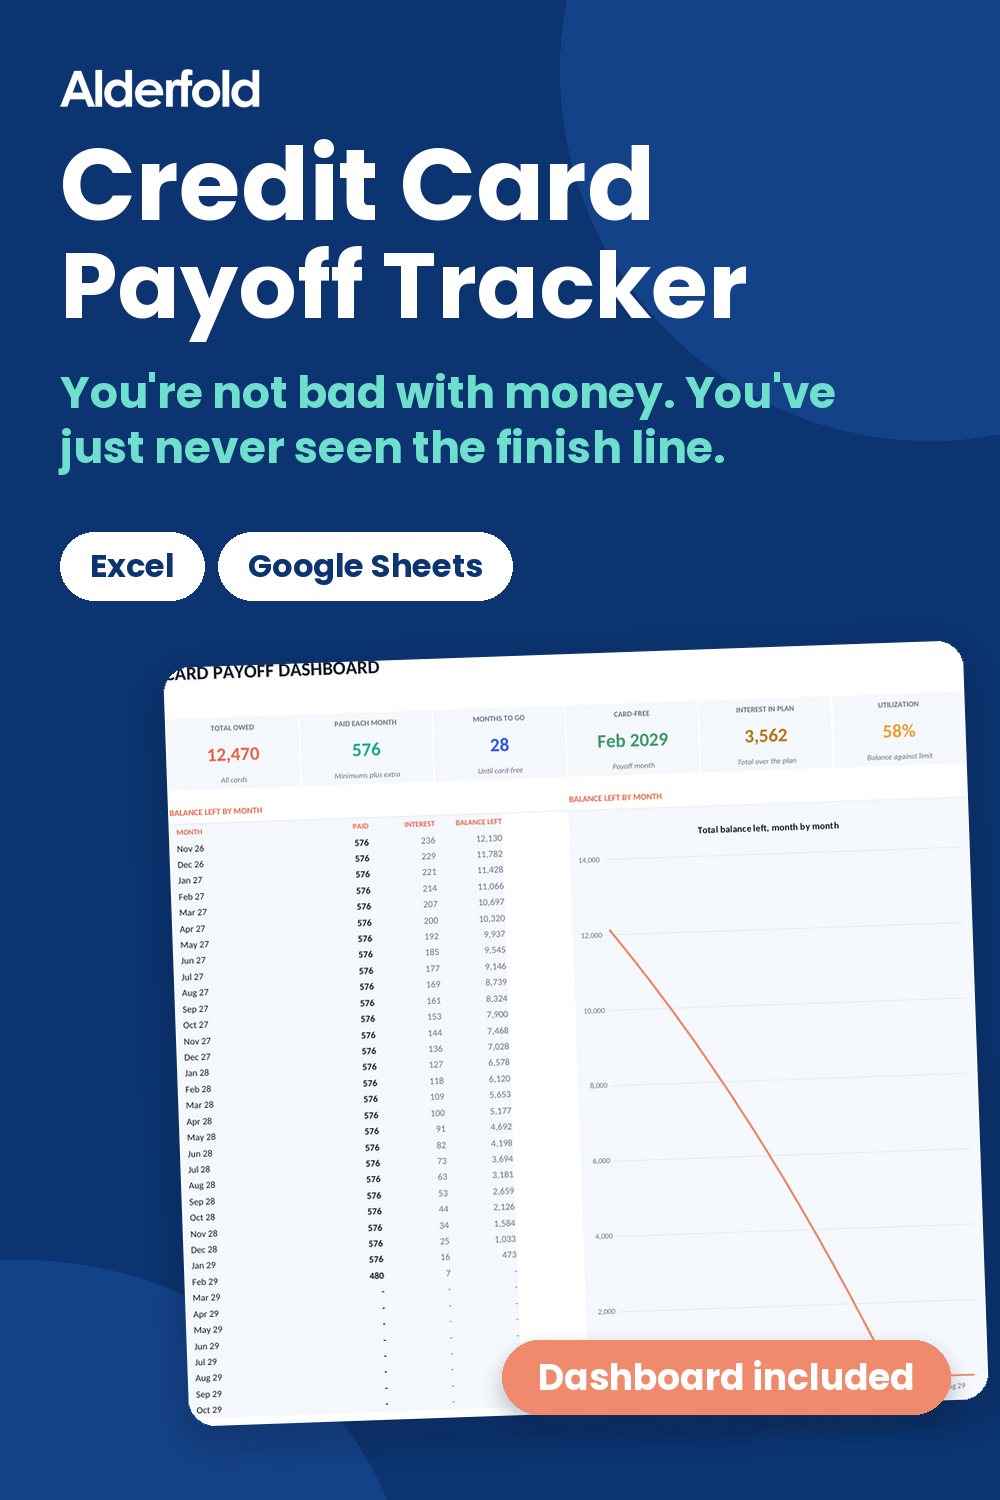 Alderfold
Credit Card
Payoff Tracker
You're not bad with money. You've
just never seen the finish line.
Excel
Google Sheets
CARD PAYOFF DASHBOARD
TOTAL OWED
12,470
All cards
PAID EACH MONTH
576
Minimums plus extra
MONTHS TO GO
28
Until card-free
CARD-FREE
Feb 2029
Payoff month
INTEREST IN PLAN
3,562
Total over the plan
UTILIZATION
58%
Balance against limit
BALANCE LEFT BY MONTH
MONTH PAID INTEREST BALANCE LEFT
Nov 26 576 236 12,130
Dec 26 576 229 11,782
Jan 27 576 221 11,428
Feb 27 576 214 11,066
Mar 27 576 207 10,697
Apr 27 576 200 10,320
May 27 576 192 9,937
Jun 27 576 185 9,545
Jul 27 576 177 9,146
Aug 27 576 169 8,739
Sep 27 576 161 8,324
Oct 27 576 153 7,900
Nov 27 576 144 7,468
Dec 27 576 136 7,028
Jan 28 576 127 6,578
Feb 28 576 118 6,120
Mar 28 576 109 5,653
Apr 28 576 100 5,177
May 28 576 91 4,692
Jun 28 576 82 4,198
Jul 28 576 73 3,694
Aug 28 576 63 3,181
Sep 28 576 53 2,659
Oct 28 576 44 2,126
Nov 28 576 34 1,584
Dec 28 576 25 1,033
Jan 29 576 16 473
Feb 29 480 7 -
Mar 29 - - -
Apr 29 - - -
May 29 - - -
Jun 29 - - -
Jul 29 - -
Aug 29 - -
Sep 29 - -
Oct 29 - -
BALANCE LEFT BY MONTH
Total balance left, month by month
14,000
12,000
10,000
8,000
6,000
4,000
2,000
ug 29
Dashboard included